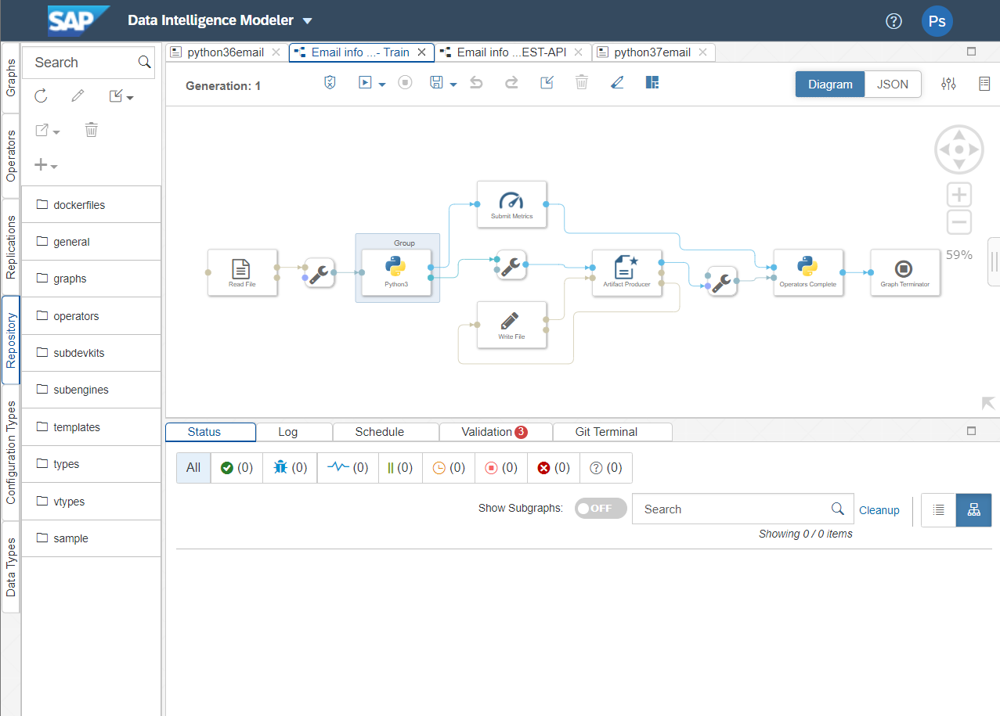 SAP
Data Intelligence Modeler
Ps
Graphs
Operators
Replications
Repository
Configuration Types
Data Types
Search
dockerfiles
general
graphs
operators
subdevkits
subengines
templates
types
vtypes
sample
python36email
Email info ...- Train
Email info ...EST-API
python37email
Generation: 1
Diagram
JSON
Read File
Group
Python3
Submit Metrics
Write File
Artifact Producer
Operators Complete
Graph Terminator
59%
Status
Log
Schedule
Validation 3
Git Terminal
All
(0)
(0)
(0)
(0)
(0)
(0)
(0)
(0)
Show Subgraphs:
OFF
Search
Cleanup
Showing 0 / 0 items